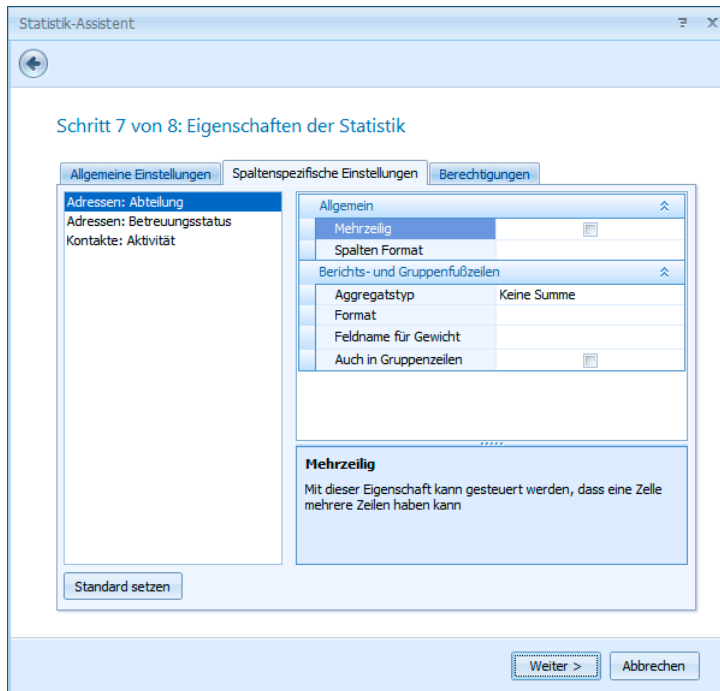 Statistik-Assistent
Schritt 7 von 8: Eigenschaften der Statistik
Allgemeine Einstellungen
Spaltenspezifische Einstellungen
Berechtigungen
Adressen: Abteilung
Adressen: Betreuungsstatus
Kontakte: Aktivität
Allgemein
Mehrzeilig
Spalten Format
Berichts- und Gruppenfußzeilen
Aggregatstyp Keine Summe
Format
Feldname für Gewicht
Auch in Gruppenzeilen
Mehrzeilig
Mit dieser Eigenschaft kann gesteuert werden, dass eine Zelle
mehrere Zeilen haben kann
Standard setzen
Weiter >
Abbrechen